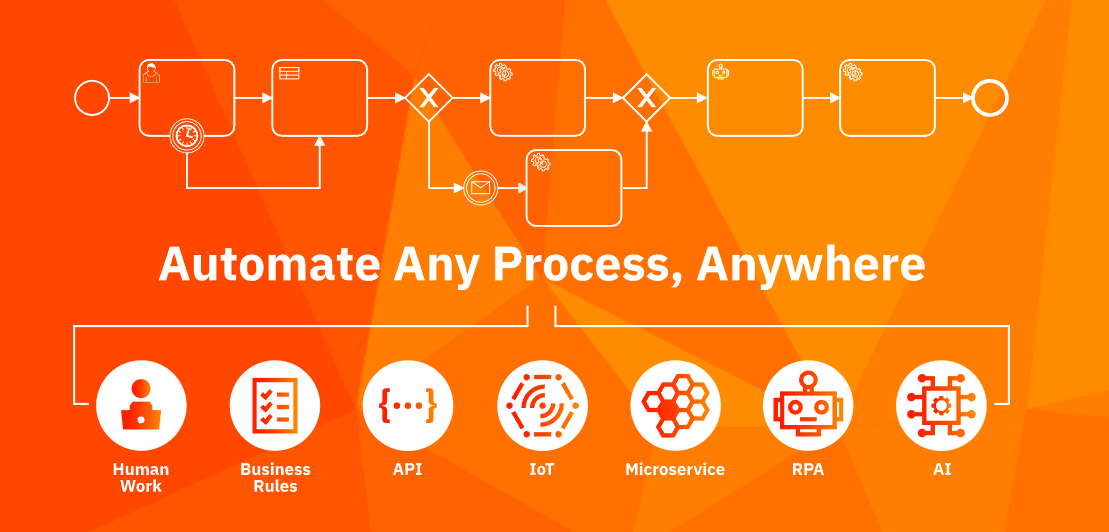 Automate Any Process, Anywhere
Human
Work
Business
Rules
API
IoT
Microservice
RPA
AI